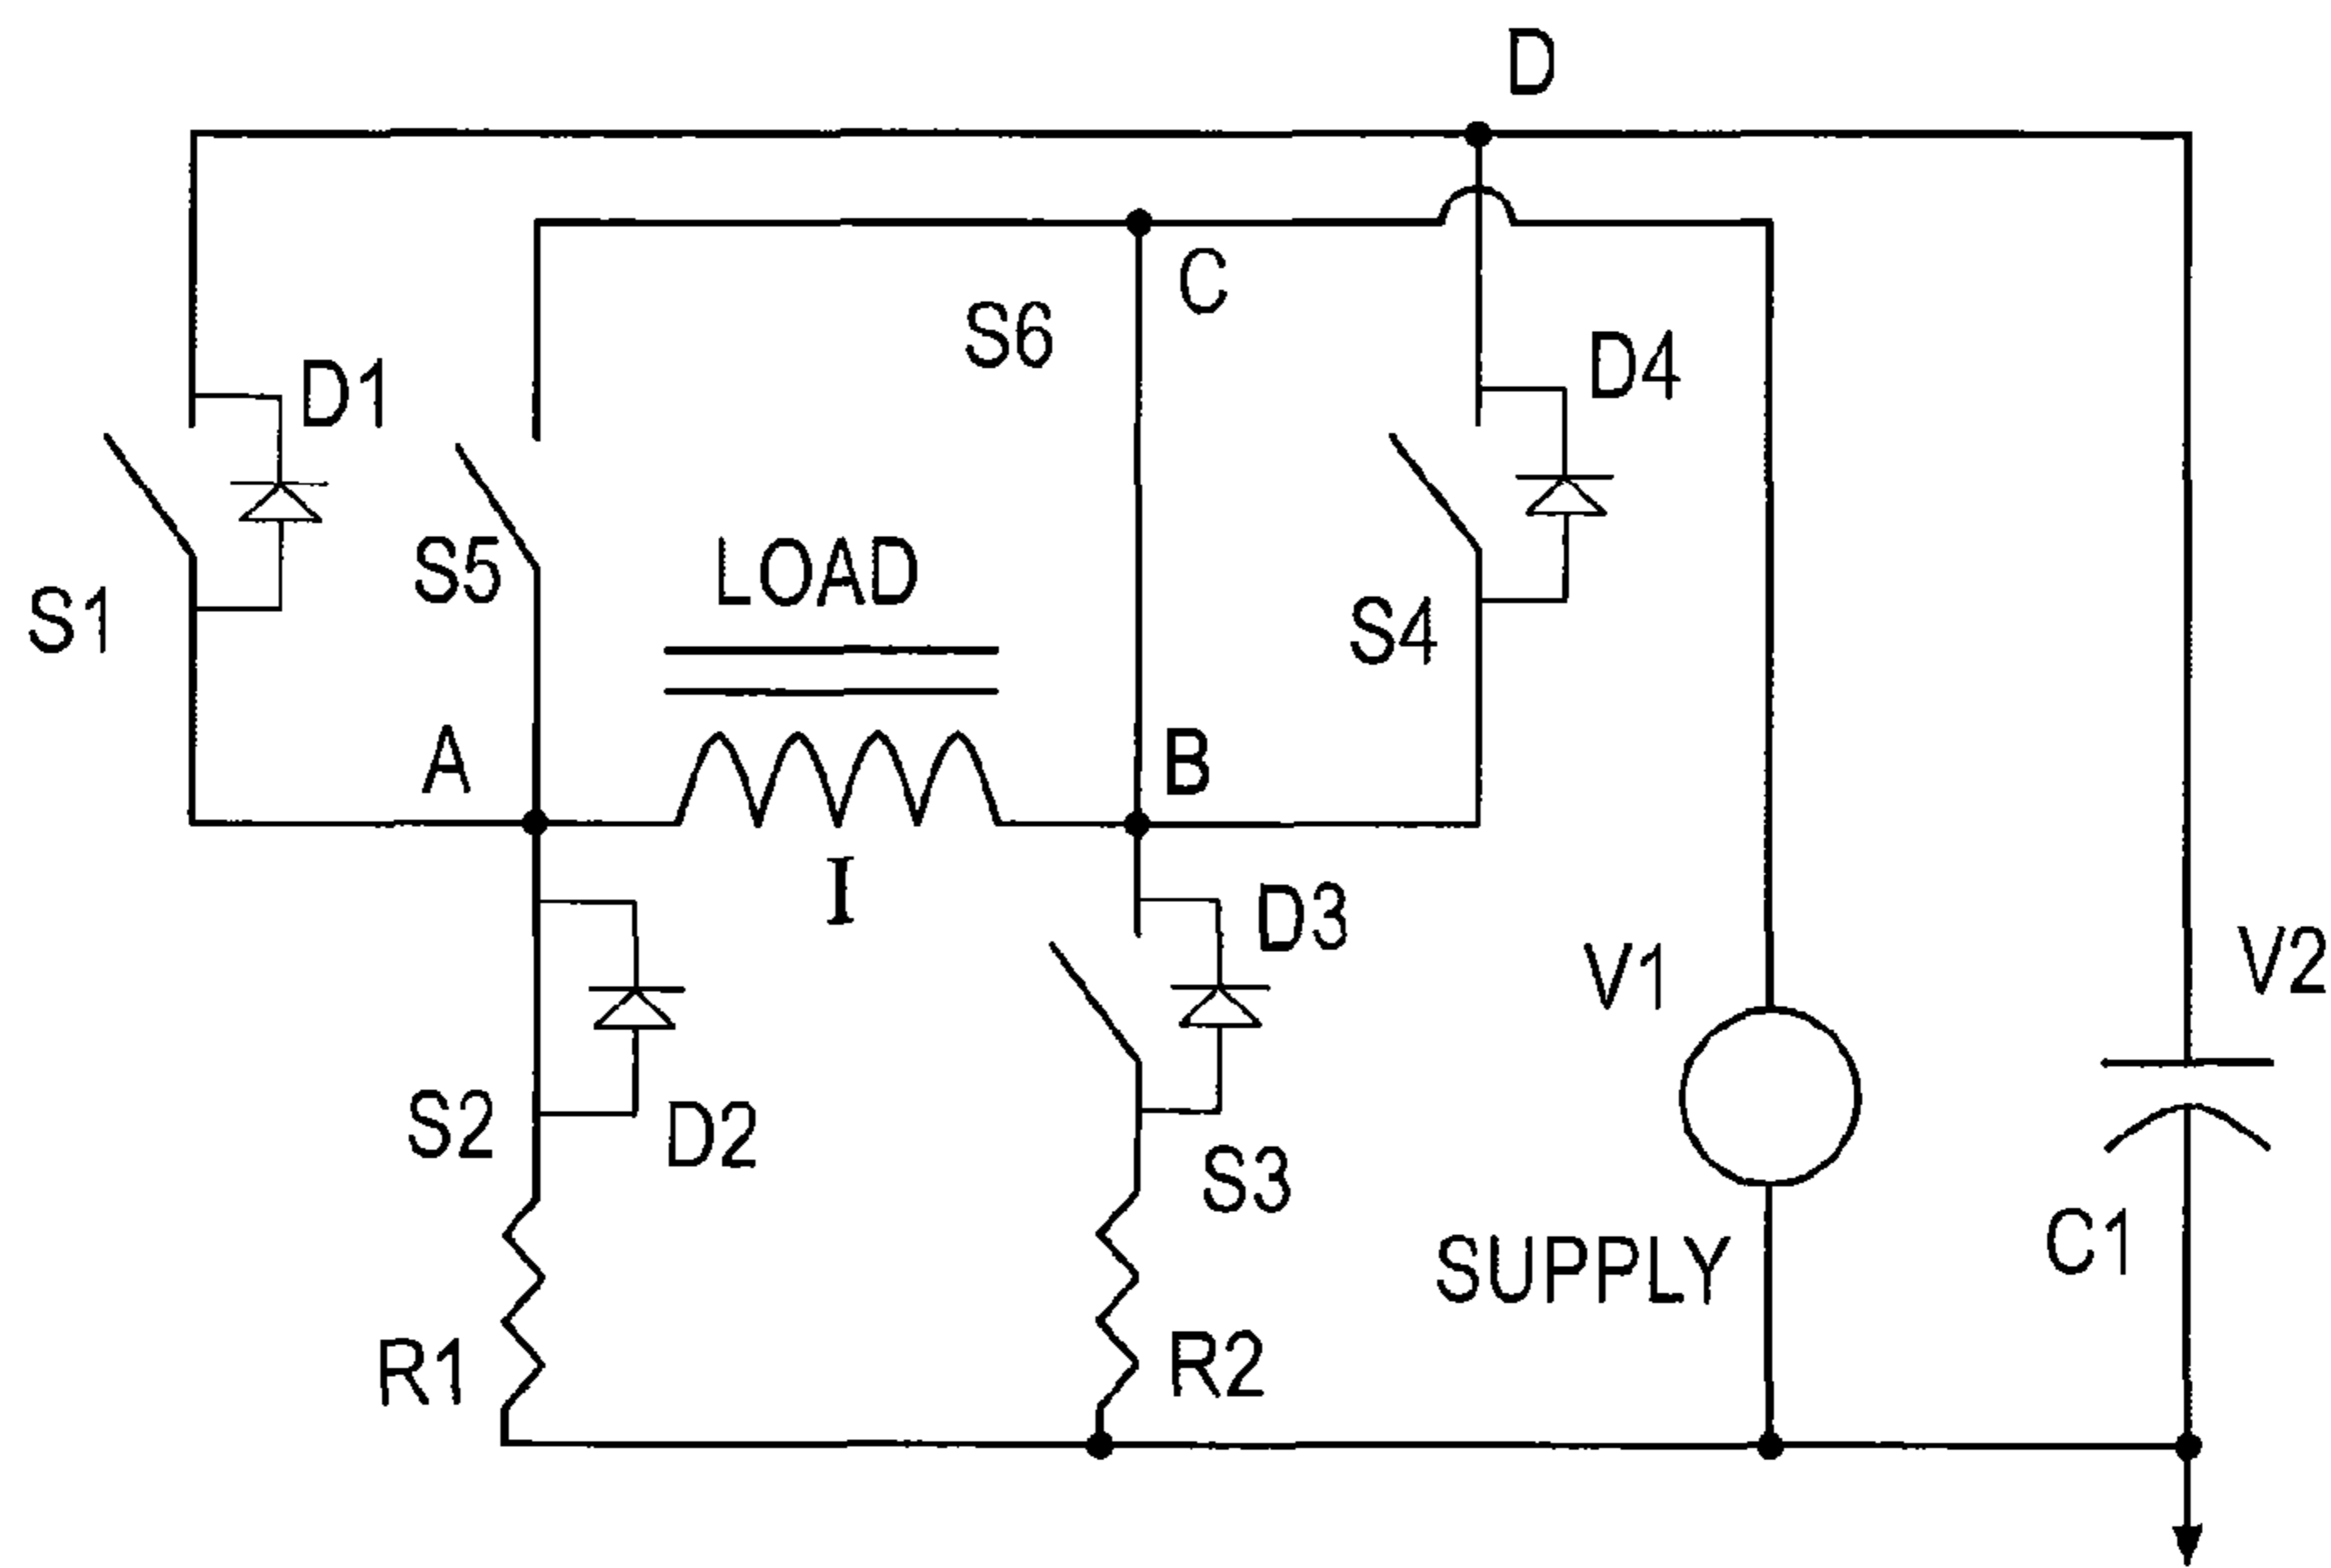 D
C
S6
D1
D4
S5
LOAD
S1
S4
A
B
I
D3
V1
V2
S2
D2
S3
C1
SUPPLY
R1
R2